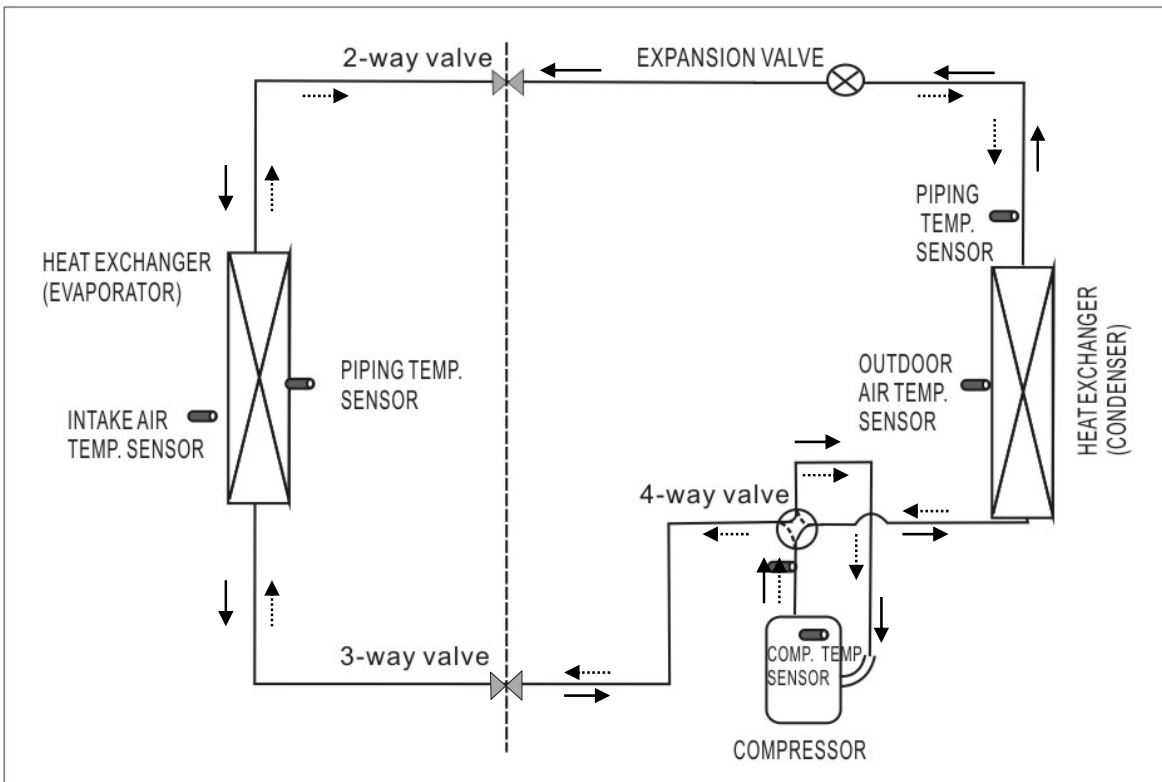 2-way valve
EXPANSION VALVE
PIPING
TEMP.
SENSOR
HEAT EXCHANGER
(EVAPORATOR)
PIPING TEMP.
SENSOR
INTAKE AIR
TEMP. SENSOR
OUTDOOR
AIR TEMP.
SENSOR
HEAT EXCHANGER
(CONDENSER)
4-way valve
3-way valve
COMP. TEMP.
SENSOR
COMPRESSOR